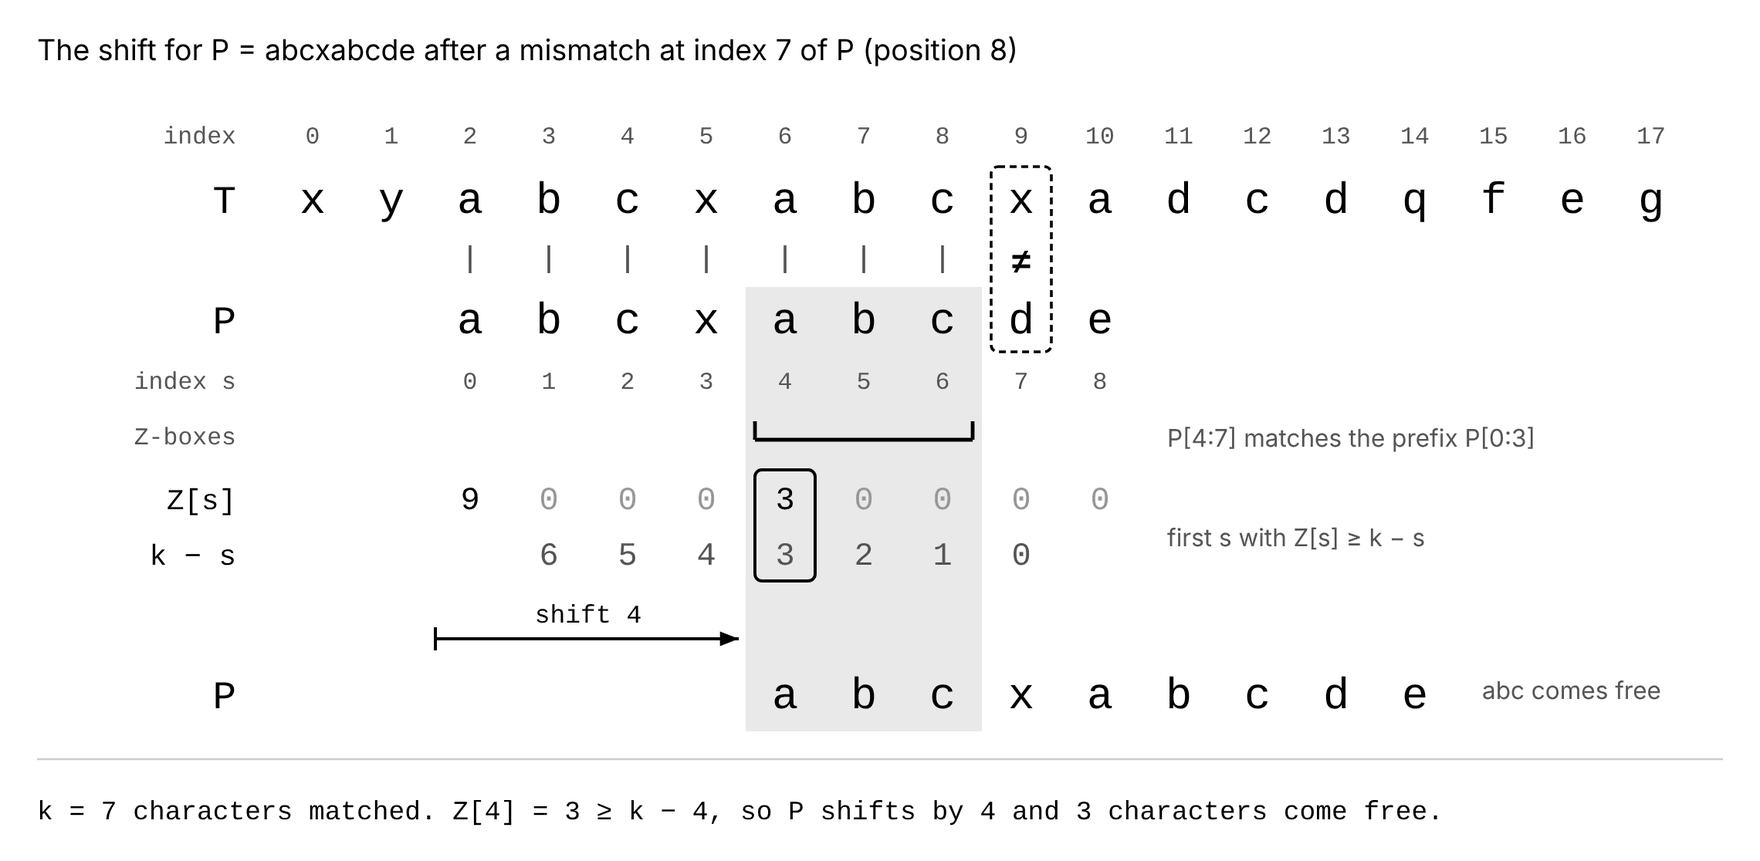 The shift for P = abcxabcde after a mismatch at index 7 of P (position 8)
index 0 1 2 3 4 5 6 7 8 9 10 11 12 13 14 15 16 17
T x y a b c x a b c x a d c d q f e g
| | | | | | | ≠
P a b c x a b c d e
index s 0 1 2 3 4 5 6 7 8
Z-boxes P[4:7] matches the prefix P[0:3]
Z[s] 9 0 0 0 3 0 0 0 0
first s with Z[s] ≥ k − s
k − s 6 5 4 3 2 1 0
shift 4
P a b c x a b c d e abc comes free
k = 7 characters matched. Z[4] = 3 ≥ k − 4, so P shifts by 4 and 3 characters come free.